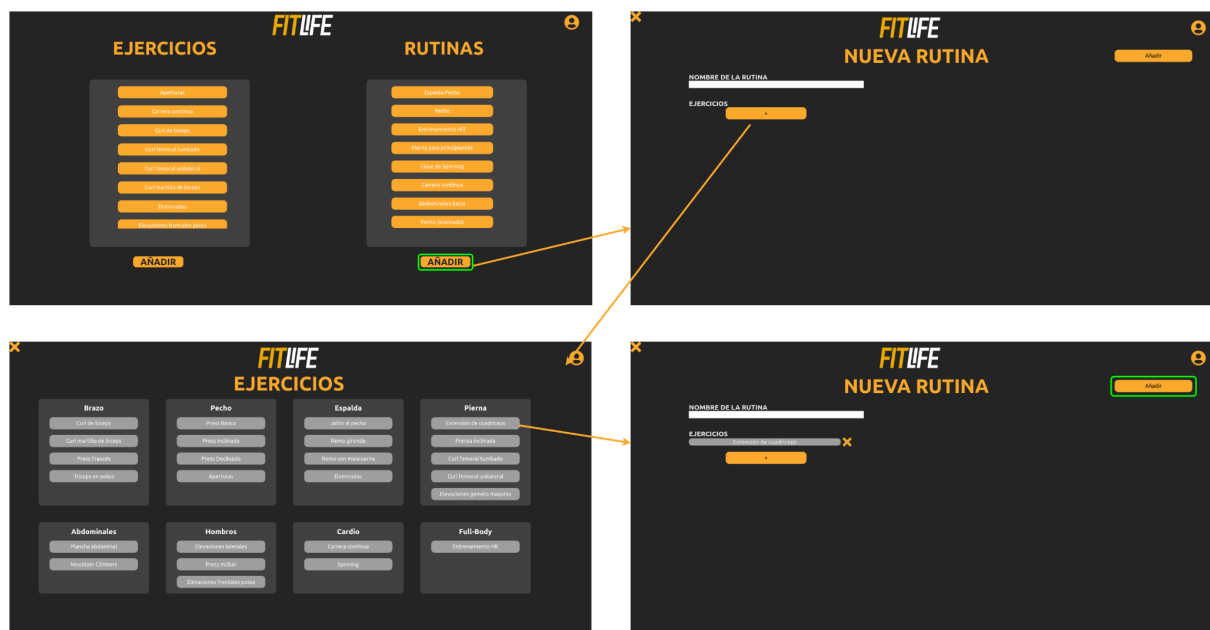 FITLIFE
EJERCICIOS
Aperturas
Carrera continua
Curl de biceps
Curl femoral tumbado
Curl femoral unilateral
Curl martillo de biceps
Dominadas
Elevaciones frontales polea
AÑADIR
RUTINAS
Espalda Pecho
Pecho
Entrenamiento HIT
Pierna para principiantes
Clase de Spinning
Carrera continua
Abdominales bajos
Pecho (avanzado)
AÑADIR
FITLIFE
NUEVA RUTINA
Añadir
NOMBRE DE LA RUTINA
EJERCICIOS
+
FITLIFE
EJERCICIOS
Brazo
Curl de biceps
Curl martillo de biceps
Press Francés
Triceps en polea
Pecho
Press Banca
Press Inclinado
Press Declinado
Aperturas
Espalda
Jalón al pecho
Remo gironda
Remo con mancuerna
Dominadas
Pierna
Extensión de cuadriceps
Prensa Inclinada
Curl femoral tumbado
Curl femoral unilateral
Elevaciones gemelo maquina
Abdominales
Plancha abdominal
Mountain Climbers
Hombros
Elevaciones laterales
Press militar
Elevaciones frontales polea
Cardio
Carrera continua
Spinning
Full-Body
Entrenamiento Hit
FITLIFE
NUEVA RUTINA
Añadir
NOMBRE DE LA RUTINA
EJERCICIOS
Extensión de cuadriceps
+